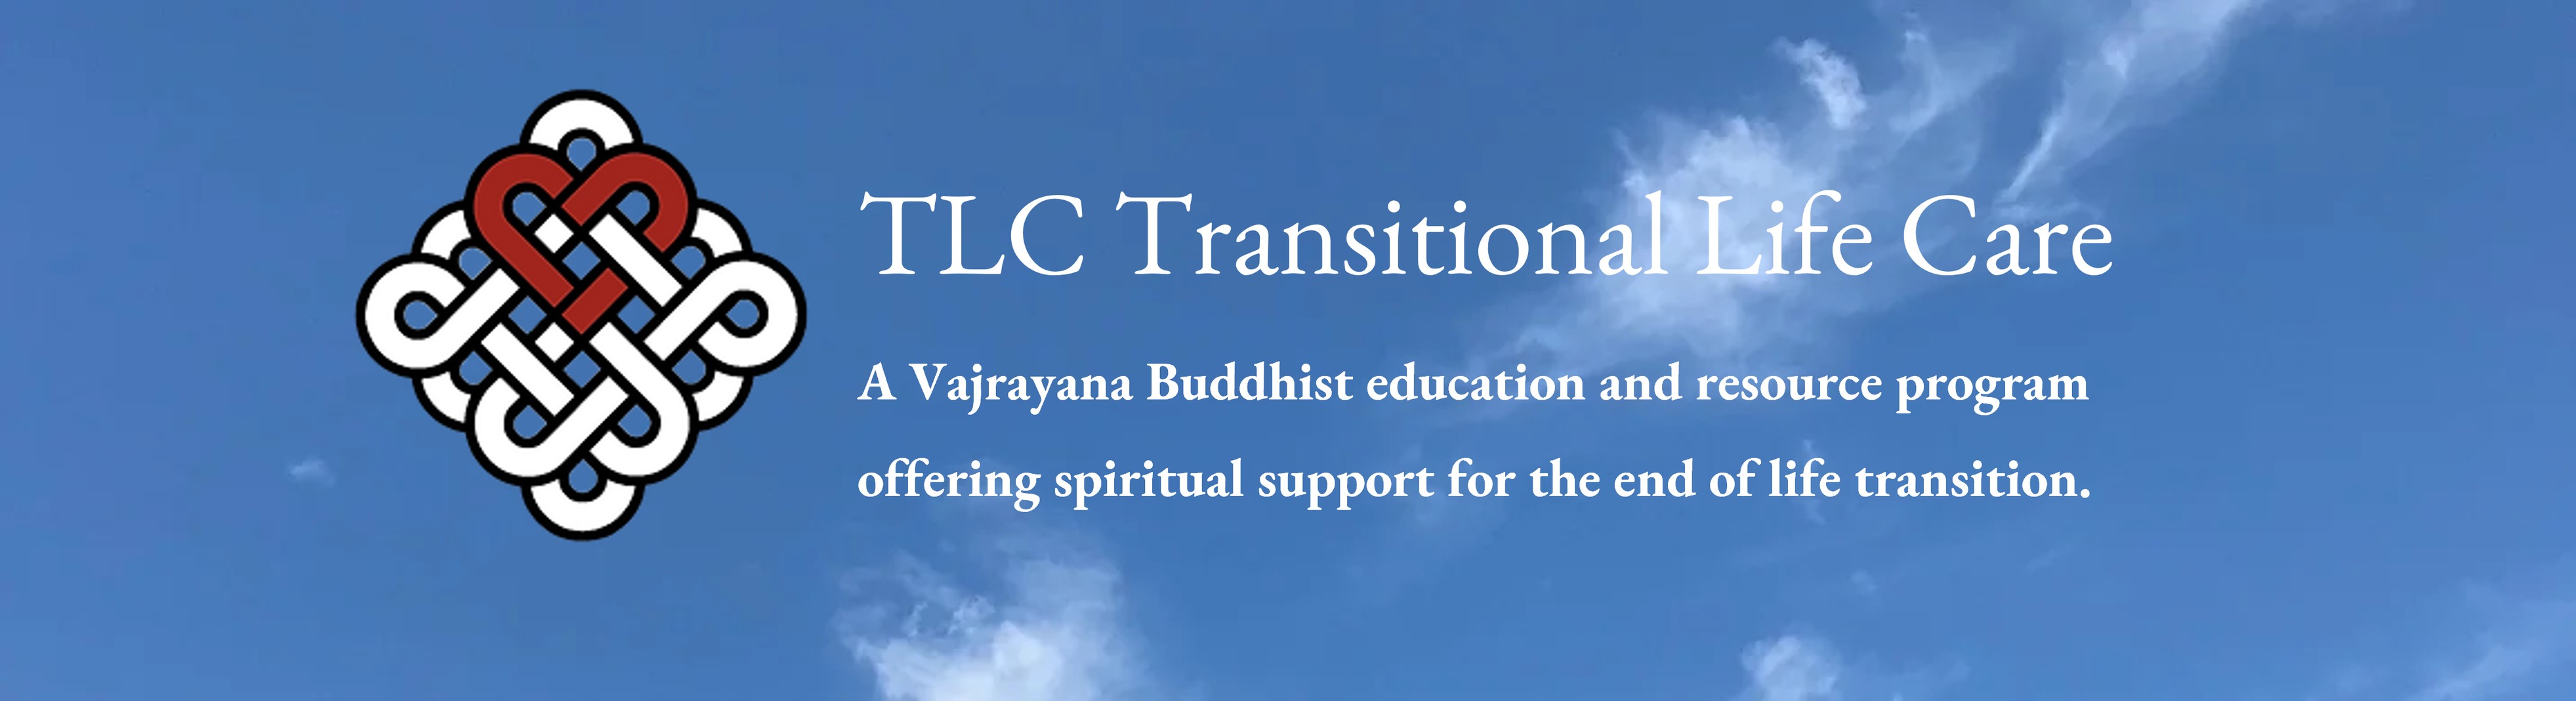 TLC Transitional Life Care
A Vajrayana Buddhist education and resource program
offering spiritual support for the end of life transition.